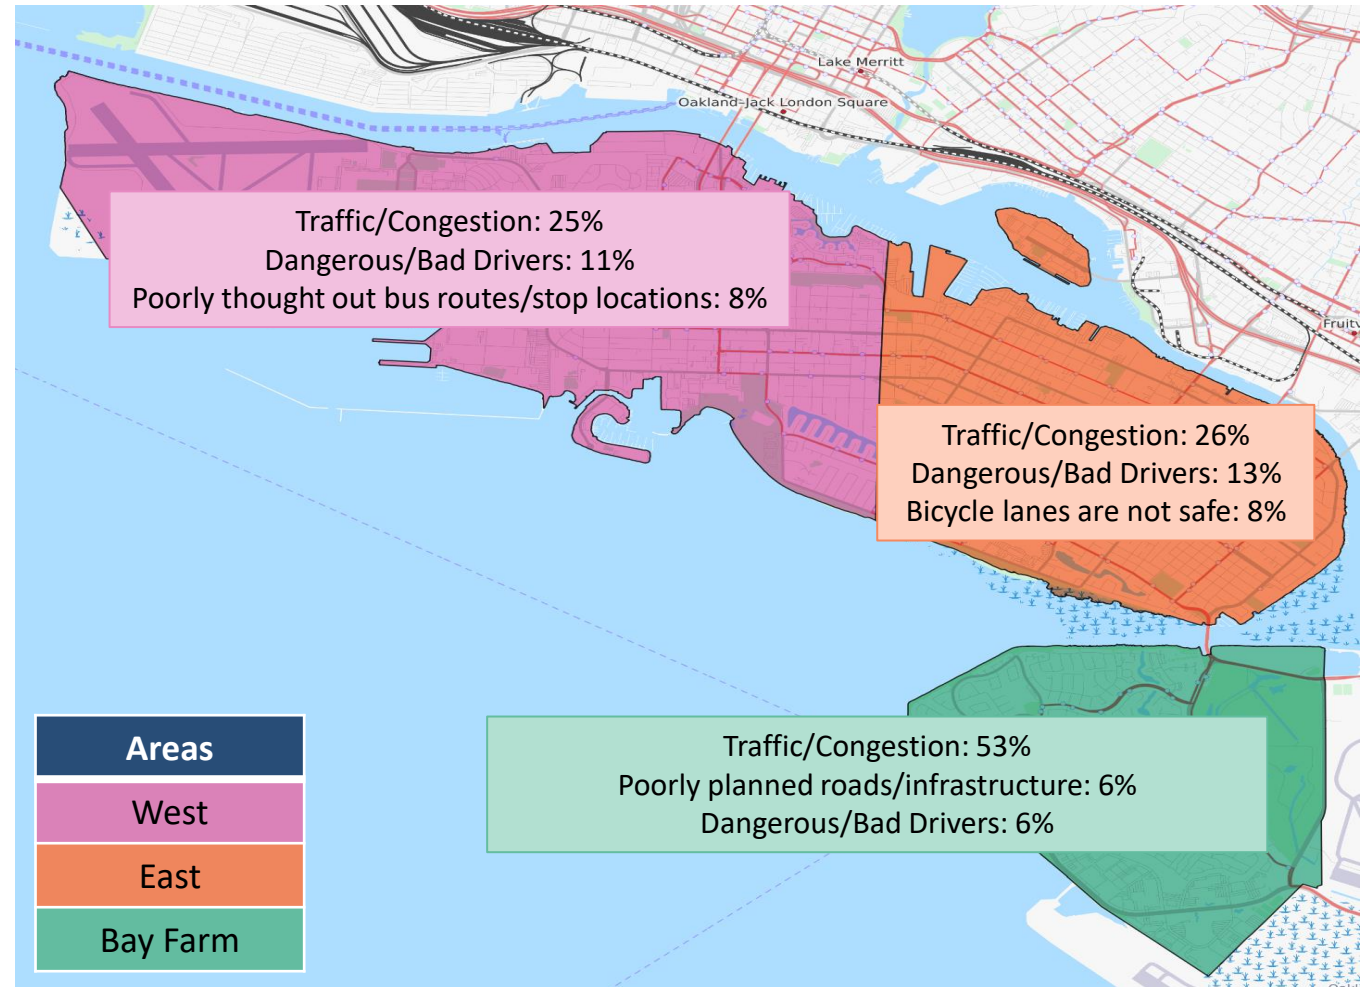 Lake Merritt
Oakland-Jack London Square
Traffic/Congestion: 25%
Dangerous/Bad Drivers: 11%
Poorly thought out bus routes/stop locations: 8%
Fruitv
Traffic/Congestion: 26%
Dangerous/Bad Drivers: 13%
Bicycle lanes are not safe: 8%
Traffic/Congestion: 53%
Poorly planned roads/infrastructure: 6%
Dangerous/Bad Drivers: 6%
Areas
West
East
Bay Farm